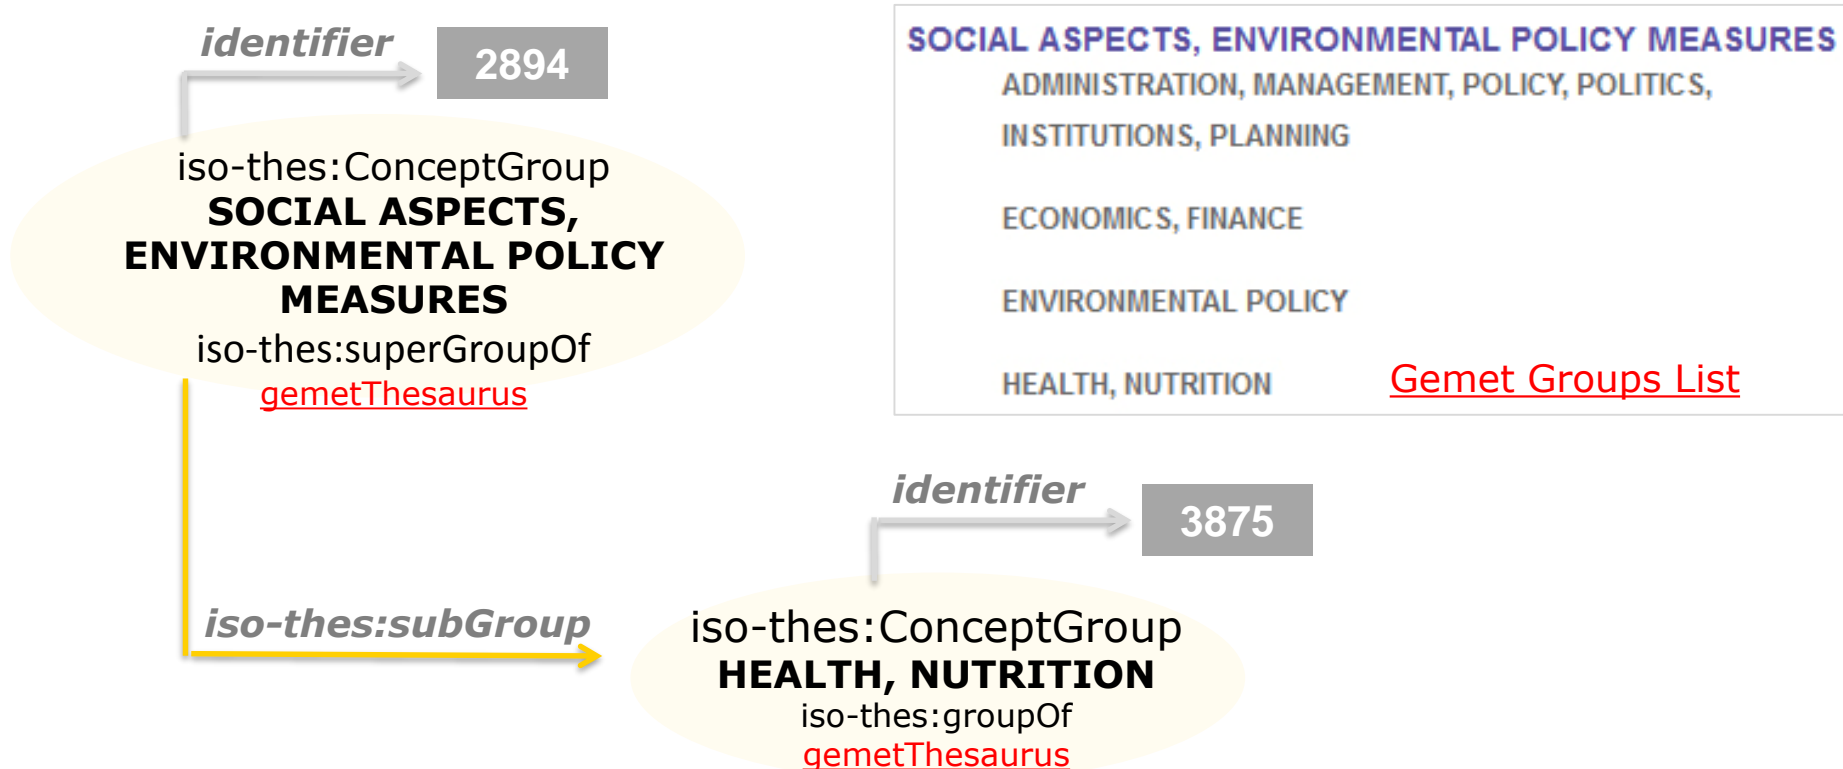 identifier
2894
iso-thes:ConceptGroup
SOCIAL ASPECTS,
ENVIRONMENTAL POLICY
MEASURES
iso-thes:superGroupOf
gemetThesaurus
SOCIAL ASPECTS, ENVIRONMENTAL POLICY MEASURES
ADMINISTRATION, MANAGEMENT, POLICY, POLITICS,
INSTITUTIONS, PLANNING
ECONOMICS, FINANCE
ENVIRONMENTAL POLICY
HEALTH, NUTRITION
Gemet Groups List
identifier
3875
iso-thes:subGroup
iso-thes:ConceptGroup
HEALTH, NUTRITION
iso-thes:groupOf
gemetThesaurus